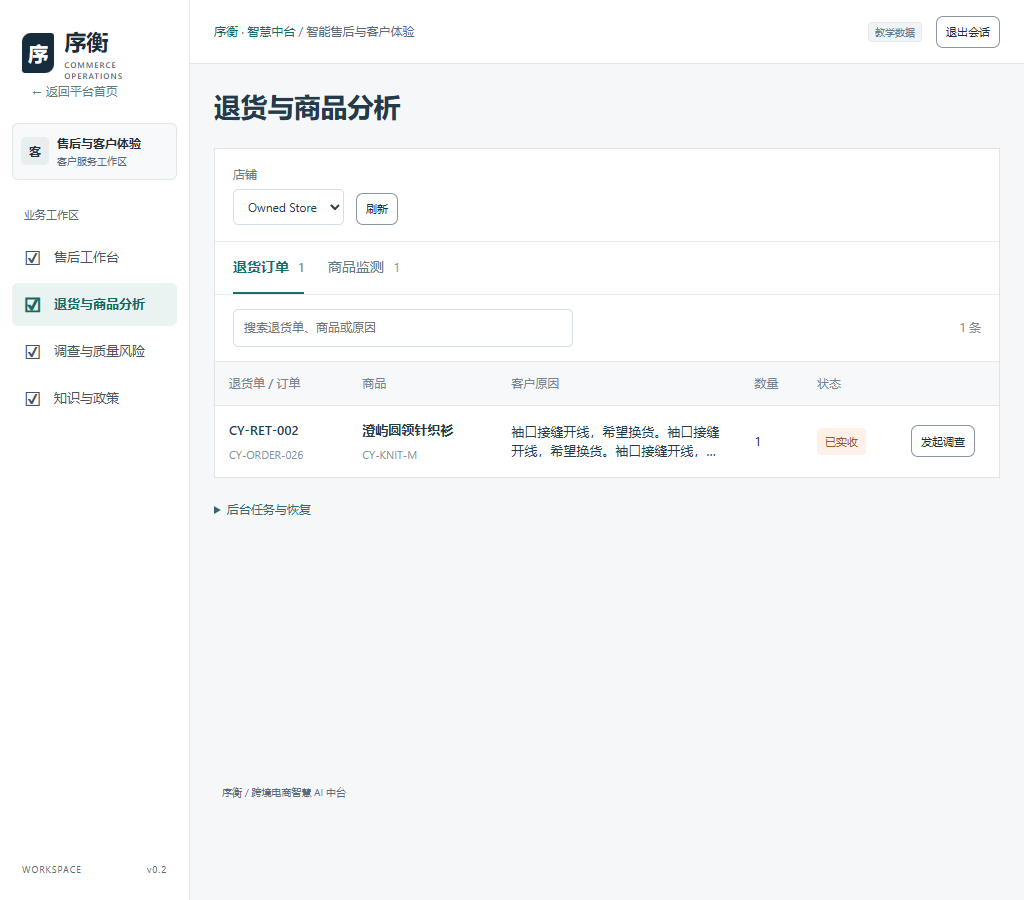 序
序衡
COMMERCE
OPERATIONS
← 返回平台首页
客
售后与客户体验
客户服务工作区
业务工作区
售后工作台
退货与商品分析
调查与质量风险
知识与政策
WORKSPACE
v0.2
序衡 · 智慧中台 / 智能售后与客户体验
教学数据
退出会话
退货与商品分析
店铺
Owned Store
刷新
退货订单 1
商品监测 1
搜索退货单、商品或原因
1 条
退货单 / 订单
商品
客户原因
数量
状态
CY-RET-002
CY-ORDER-026
澄屿圆领针织衫
CY-KNIT-M
袖口接缝开线，希望换货。袖口接缝
开线，希望换货。袖口接缝开线，...
1
已实收
发起调查
后台任务与恢复
序衡 / 跨境电商智慧 AI 中台